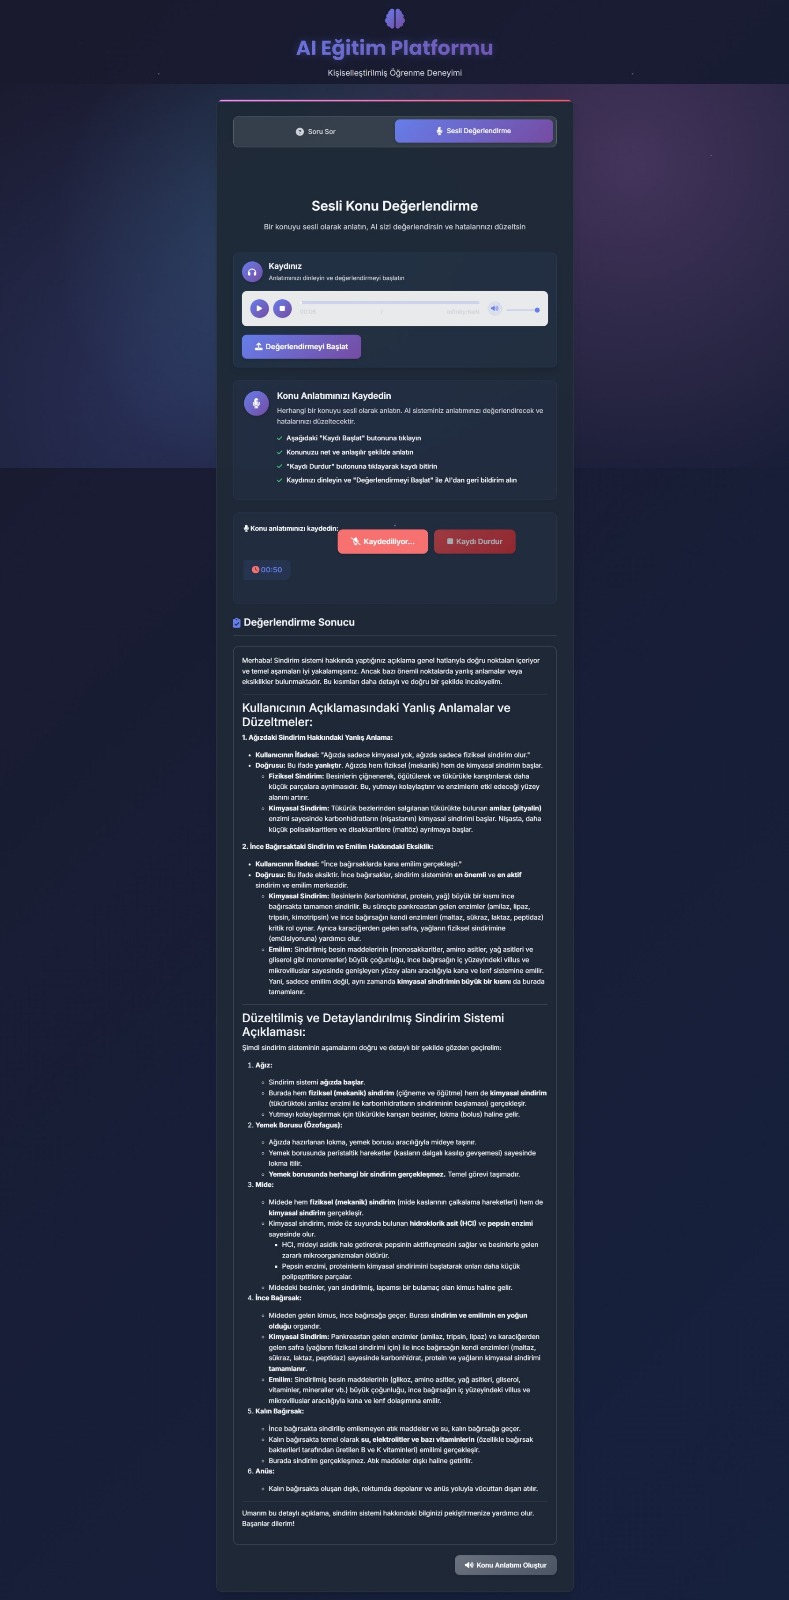 AI Eğitim Platformu
Kişiselleştirilmiş Öğrenme Deneyimi
Soru Sor
Sesli Değerlendirme
Sesli Konu Değerlendirme
Bir konuyu sesli olarak anlatın, AI sizi değerlendirsin ve hatalarınızı düzeltsin
Kaydınız
Anlatımınızı dinleyin ve değerlendirmeyi başlatın
00:05
/
Değerlendirmeyi Başlat
Konu Anlatımınızı Kaydedin
Herhangi bir konuyu sesli olarak anlatın. AI sisteminiz anlatımınızı değerlendirecek ve
hatalarınızı düzeltecektir.
Aşağıdaki "Kaydı Başlat" butonuna tıklayın
Konunuzu net ve anlaşılır şekilde anlatın
"Kaydı Durdur" butonuna tıklayarak kaydı bitirin
Kaydınızı dinleyin ve "Değerlendirmeyi Başlat" ile AI'dan geri bildirim alın
Konu anlatımınızı kaydedin:
Kaydediliyor...
Kaydı Durdur
00:50
Değerlendirme Sonucu
Merhaba! Sindirim sistemi hakkında yaptığınız açıklama genel hatlarıyla doğru noktaları içeriyor
ve temel aşamaları iyi yakalamışsınız. Ancak bazı önemli noktalarda yanlış anlamalar veya
eksiklikler bulunmaktadır. Bu kısımları daha detaylı ve doğru bir şekilde inceleyelim.
Kullanıcının Açıklamasındaki Yanlış Anlamalar ve
Düzeltmeler:
1. Ağızdaki Sindirim Hakkındaki Yanlış Anlama:
• Kullanıcının İfadesi: "Ağızda sadece kimyasal yok, ağızda sadece fiziksel sindirim olur."
• Doğrusu: Bu ifade yanlıştır. Ağızda hem fiziksel (mekanik) hem de kimyasal sindirim başlar.
◦ Fiziksel Sindirim: Besinlerin çiğnenerek, öğütülerek ve tükürükle karıştırılarak daha
küçük parçalara ayrılmasıdır. Bu, yutmayı kolaylaştırır ve enzimlerin etki edeceği yüzey
alanını artırır.
◦ Kimyasal Sindirim: Tükürük bezlerinden salgılanan tükürükte bulunan amilaz (pityalin)
enzimi sayesinde karbonhidratların (nişastanın) kimyasal sindirimi başlar. Nişasta, daha
küçük polisakkaritlere ve disakkaritlere (maltöz) ayrılmaya başlar.
2. İnce Bağırsaktaki Sindirim ve Emilim Hakkındaki Eksiklik:
• Kullanıcının İfadesi: "İnce bağırsaklarda kana emilim gerçekleşir."
• Doğrusu: Bu ifade eksiktir. İnce bağırsaklar, sindirim sisteminin en önemli ve en aktif
sindirim ve emilim merkezidir.
◦ Kimyasal Sindirim: Besinlerin (karbonhidrat, protein, yağ) büyük bir kısmı ince
bağırsakta tamamen sindirilir. Bu süreçte pankreastan gelen enzimler (amilaz, lipaz,
tripsin, kimotripsin) ve ince bağırsağın kendi enzimleri (maltaz, sükraz, laktaz, peptidaz)
kritik rol oynar. Ayrıca karaciğerden gelen safra, yağların fiziksel sindirimine
(emülsiyonuna) yardımcı olur.
◦ Emilim: Sindirilmiş besin maddelerinin (monosakkaritler, amino asitler, yağ asitleri ve
gliserol gibi monomerler) büyük çoğunluğu, ince bağırsağın iç yüzeyindeki villus ve
mikrovilluslar sayesinde genişleyen yüzey alanı aracılığıyla kana ve lenf sistemine emilir.
Yani, sadece emilim değil, aynı zamanda kimyasal sindirimin büyük bir kısmı da burada
tamamlanır.
Düzeltilmiş ve Detaylandırılmış Sindirim Sistemi
Açıklaması:
Şimdi sindirim sisteminin aşamalarını doğru ve detaylı bir şekilde gözden geçirelim:
1. Ağız:
◦ Sindirim sistemi ağızda başlar.
◦ Burada hem fiziksel (mekanik) sindirim (çiğneme ve öğütme) hem de kimyasal sindirim
(tükürükteki amilaz enzimi ile karbonhidratların sindiriminin başlaması) gerçekleşir.
◦ Yutmayı kolaylaştırmak için tükürükle karışan besinler, lokma (bolus) haline gelir.
2. Yemek Borusu (Özofagus):
◦ Ağızda hazırlanan lokma, yemek borusu aracılığıyla mideye taşınır.
◦ Yemek borusunda peristaltik hareketler (kasların dalgalı kasılıp gevşemesi) sayesinde
lokma itilir.
◦ Yemek borusunda herhangi bir sindirim gerçekleşmez. Temel görevi taşımadır.
3. Mide:
◦ Midede hem fiziksel (mekanik) sindirim (mide kaslarının çalkalama hareketleri) hem de
kimyasal sindirim gerçekleşir.
◦ Kimyasal sindirim, mide öz suyunda bulunan hidroklorik asit (HCl) ve pepsin enzimi
sayesinde olur.
▪ HCl, mideyi asidik hale getirerek pepsinin aktifleşmesini sağlar ve besinlerle gelen
zararlı mikroorganizmaları öldürür.
▪ Pepsin enzimi, proteinlerin kimyasal sindirimini başlatarak onları daha küçük
polipeptitlere parçalar.
◦ Midedeki besinler, yarı sindirilmiş, lapamsı bir bulamaç olan kimus haline gelir.
4. İnce Bağırsak:
◦ Mideden gelen kimus, ince bağırsağa geçer. Burası sindirim ve emilimin en yoğun
olduğu organdır.
◦ Kimyasal Sindirim: Pankreastan gelen enzimler (amilaz, tripsin, lipaz) ve karaciğerden
gelen safra (yağların fiziksel sindirimi için) ile ince bağırsağın kendi enzimleri (maltaz,
sükraz, laktaz, peptidaz) sayesinde karbonhidrat, protein ve yağların kimyasal sindirimi
tamamlanır.
◦ Emilim: Sindirilmiş besin maddelerinin (glikoz, amino asitler, yağ asitleri, gliserol,
vitaminler, mineraller vb.) büyük çoğunluğu, ince bağırsağın iç yüzeyindeki villus ve
mikrovilluslar aracılığıyla kana ve lenf dolaşımına emilir.
5. Kalın Bağırsak:
◦ İnce bağırsakta sindirilip emilemeyen atık maddeler ve su, kalın bağırsağa geçer.
◦ Kalın bağırsakta temel olarak su, elektrolitler ve bazı vitaminlerin (özellikle bağırsak
bakterileri tarafından üretilen B ve K vitaminleri) emilimi gerçekleşir.
◦ Burada sindirim gerçekleşmez. Atık maddeler dışkı haline getirilir.
6. Anüs:
◦ Kalın bağırsakta oluşan dışkı, rektumda depolanır ve anüs yoluyla vücuttan dışarı atılır.
Umarım bu detaylı açıklama, sindirim sistemi hakkındaki bilginizi pekiştirmenize yardımcı olur.
Başarılar dilerim!
Konu Anlatımı Oluştur